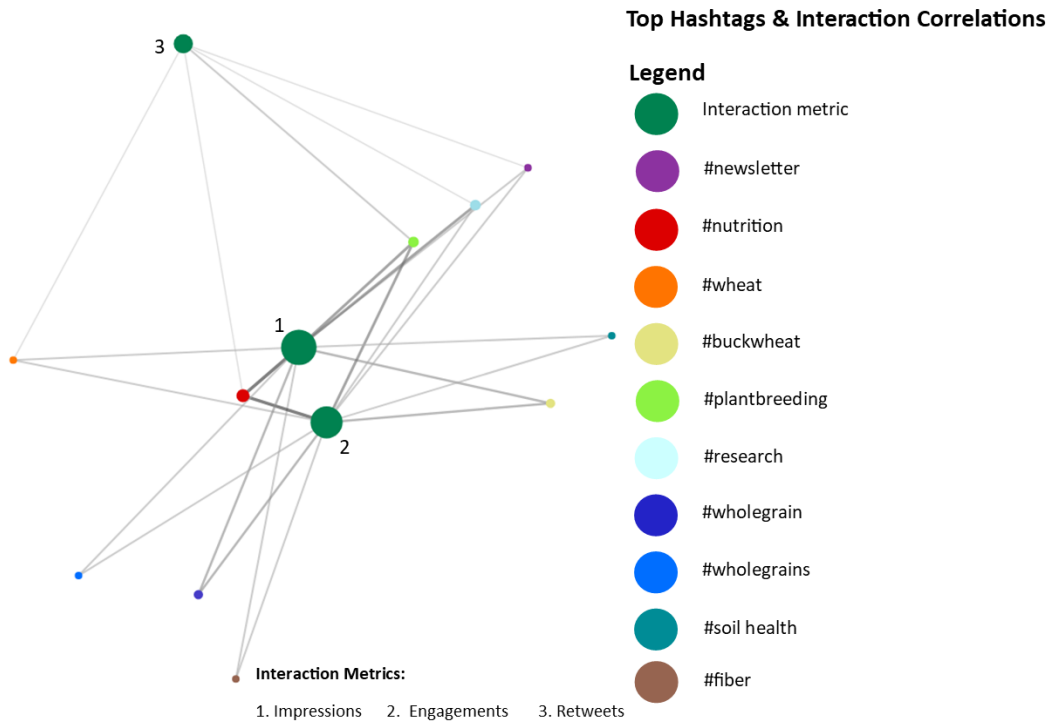 Top Hashtags & Interaction Correlations
Legend
Interaction metric
#newsletter
#nutrition
#wheat
#buckwheat
#plantbreeding
#research
#wholegrain
#wholegrains
#soil health
#fiber
3
1
2
Interaction Metrics:
1. Impressions 2. Engagements 3. Retweets